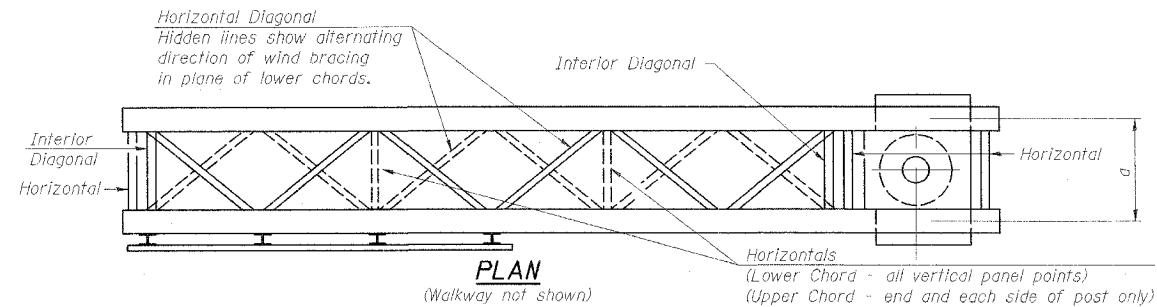 Horizontal Diagonal
Hidden lines show alternating
direction of wind bracing
in plane of lower chords.
Interior Diagonal
Interior
Diagonal
Horizontal
Horizontal
a
Horizontals
(Lower Chord - all vertical panel points)
(Upper Chord - end and each side of post only)
PLAN
(Walkway not shown)